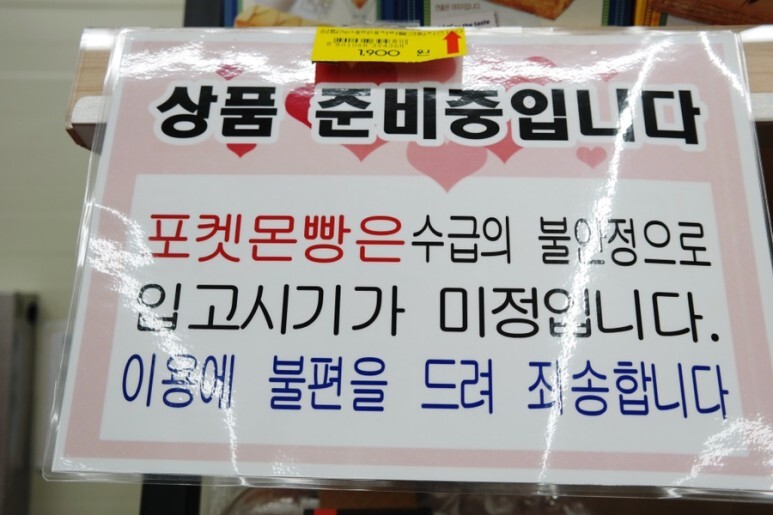 1,900
상품 준비중입니다
포켓몬빵은 수급의 불안정으로
입고시기가 미정입니다.
이용에 불편을 드려 죄송합니다